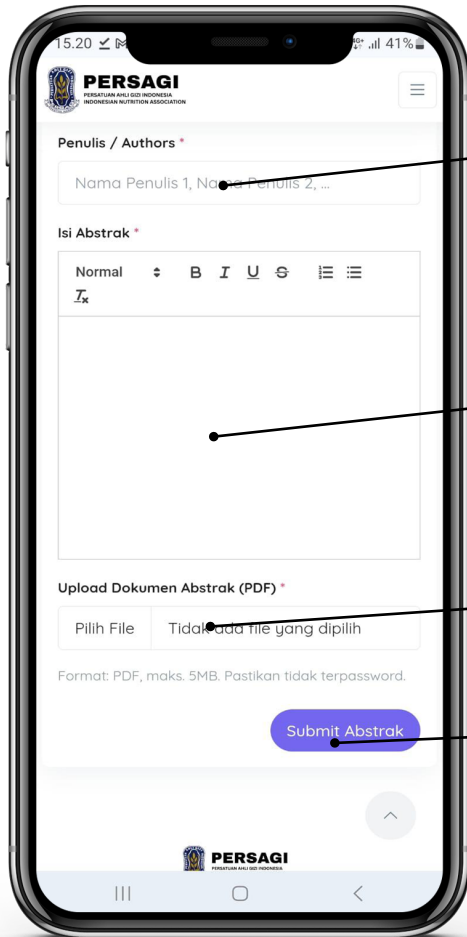 15.20
4G+ 41%
PERSAGI
PERSATUAN AHLI GIZI INDONESIA
INDONESIAN NUTRITION ASSOCIATION
Penulis / Authors *
Nama Penulis 1, Nama Penulis 2, ...
Isi Abstrak *
Normal B I U S
Tx
Upload Dokumen Abstrak (PDF) *
Pilih File Tidak ada file yang dipilih
Format: PDF, maks. 5MB. Pastikan tidak terpassword.
Submit Abstrak
PERSAGI
PERSATUAN AHLI GIZI INDONESIA